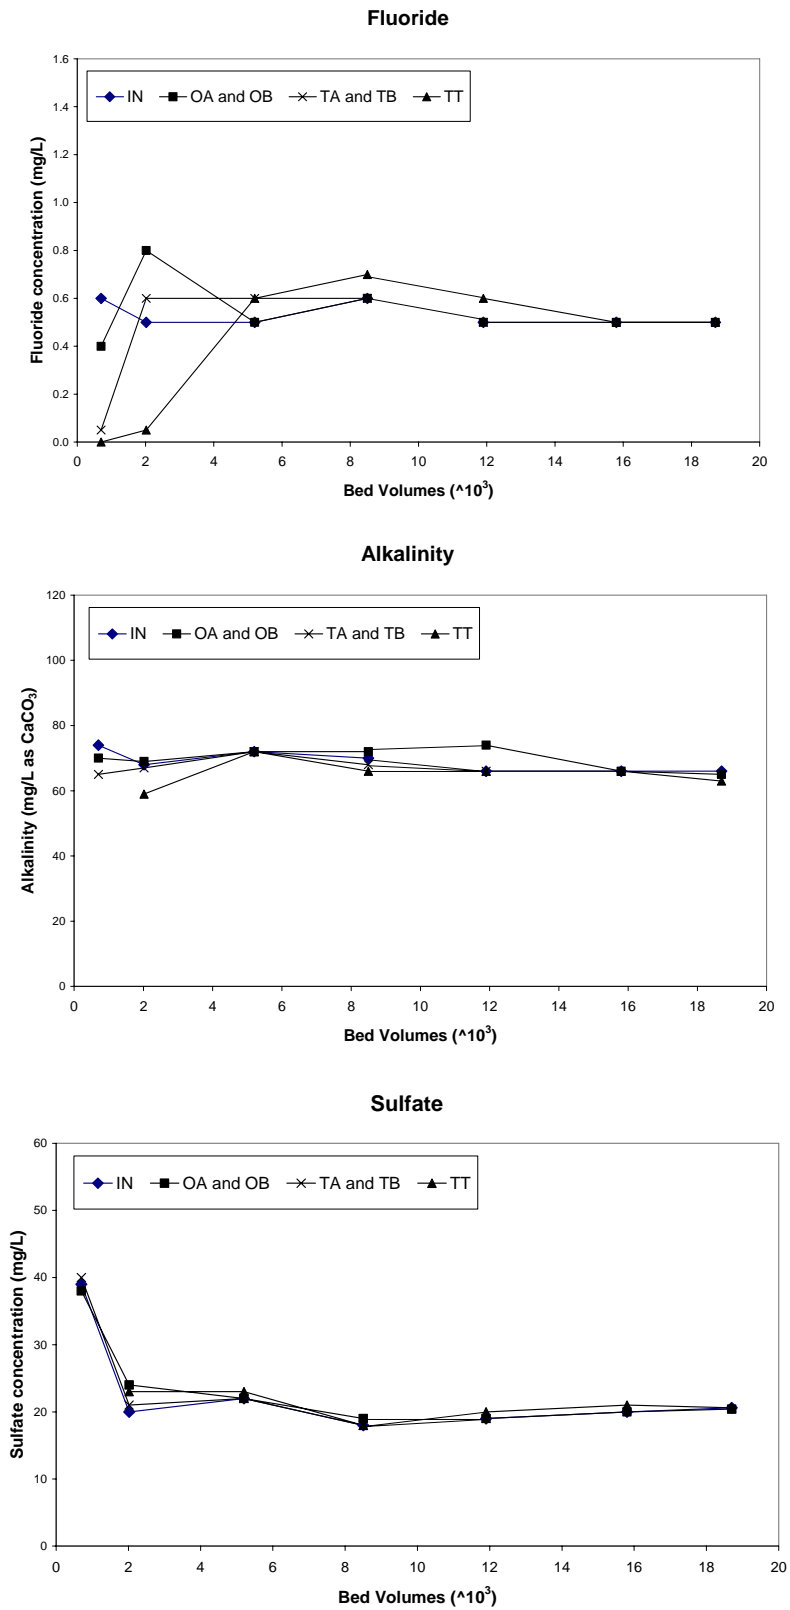 Fluoride
1.6
1.4
1.2
1.0
0.8
0.6
0.4
0.2
0.0
Fluoride concentration (mg/L)
IN OA and OB TA and TB TT
0 2 4 6 8 10 12 14 16 18 20
Bed Volumes (^10³)
Alkalinity
120
100
80
60
40
20
0
Alkalinity (mg/L as CaCO₃)
IN OA and OB TA and TB TT
0 2 4 6 8 10 12 14 16 18 20
Bed Volumes (^10³)
Sulfate
60
50
40
30
20
10
0
Sulfate concentration (mg/L)
IN OA and OB TA and TB TT
0 2 4 6 8 10 12 14 16 18 20
Bed Volumes (^10³)